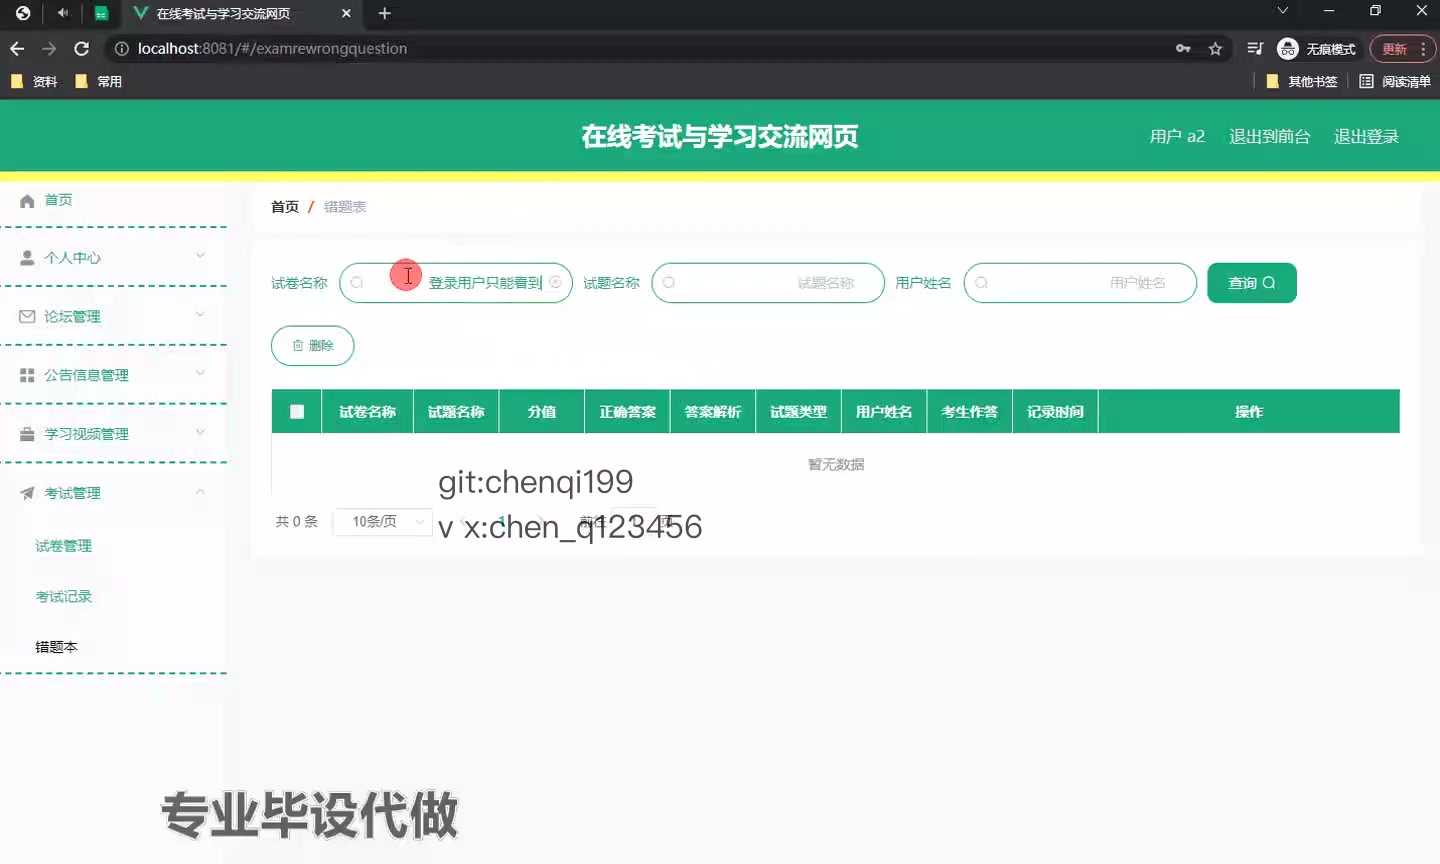 在线考试与学习交流网页
localhost:8081/#/examrewrongquestion
无痕模式
更新
资料
常用
其他书签
阅读清单
在线考试与学习交流网页
用户 a2
退出到前台
退出登录
首页
个人中心
论坛管理
公告信息管理
学习视频管理
考试管理
试卷管理
考试记录
错题本
首页 / 错题表
试卷名称 登录用户只能看到 试题名称 试题名称 用户姓名 用户姓名 查询
删除
试卷名称 试题名称 分值 正确答案 答案解析 试题类型 用户姓名 考生作答 记录时间 操作
暂无数据
git:chenqi199
共 0 条 10条/页 1 前往 1 页
v x:chen_q123456
专业毕设代做